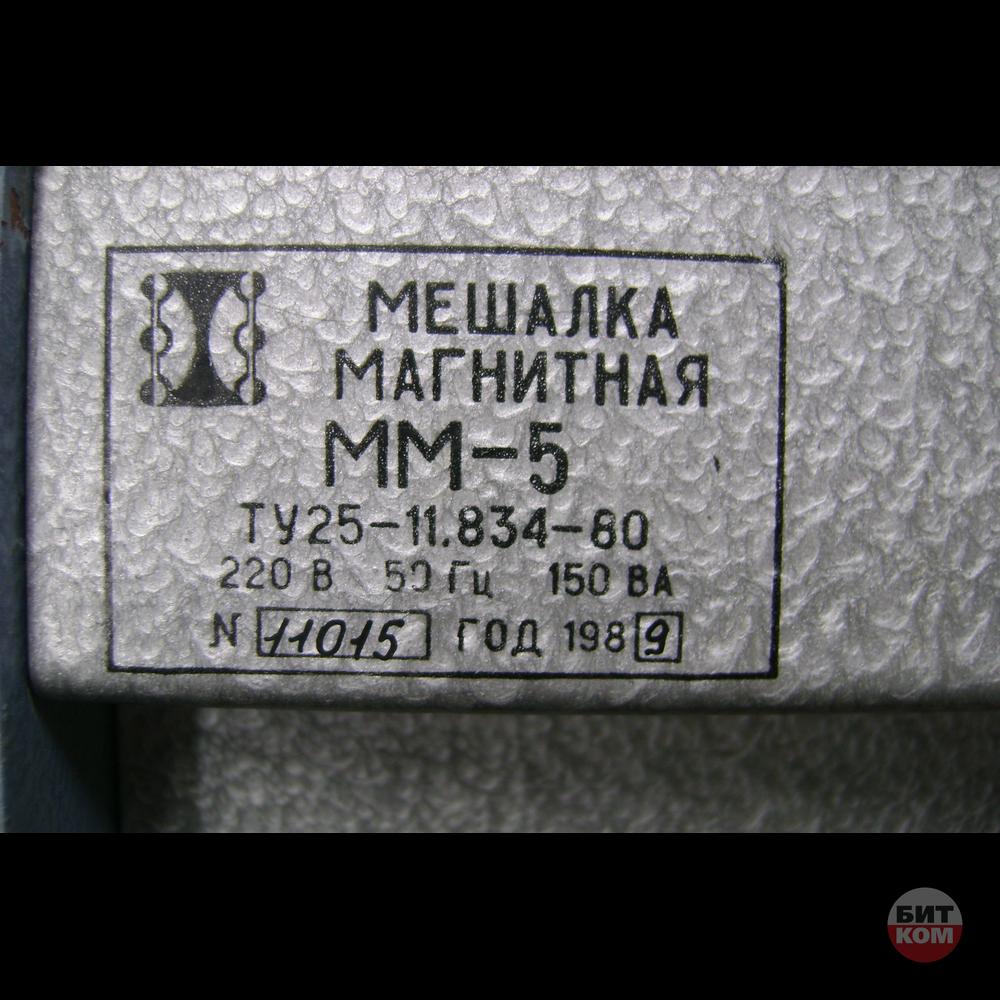 МЕШАЛКА
МАГНИТНАЯ
ММ-5
ТУ25-11.834-80
220 В 50 Гц 150 ВА
N 11015 ГОД 1989
БИТ
КОМ